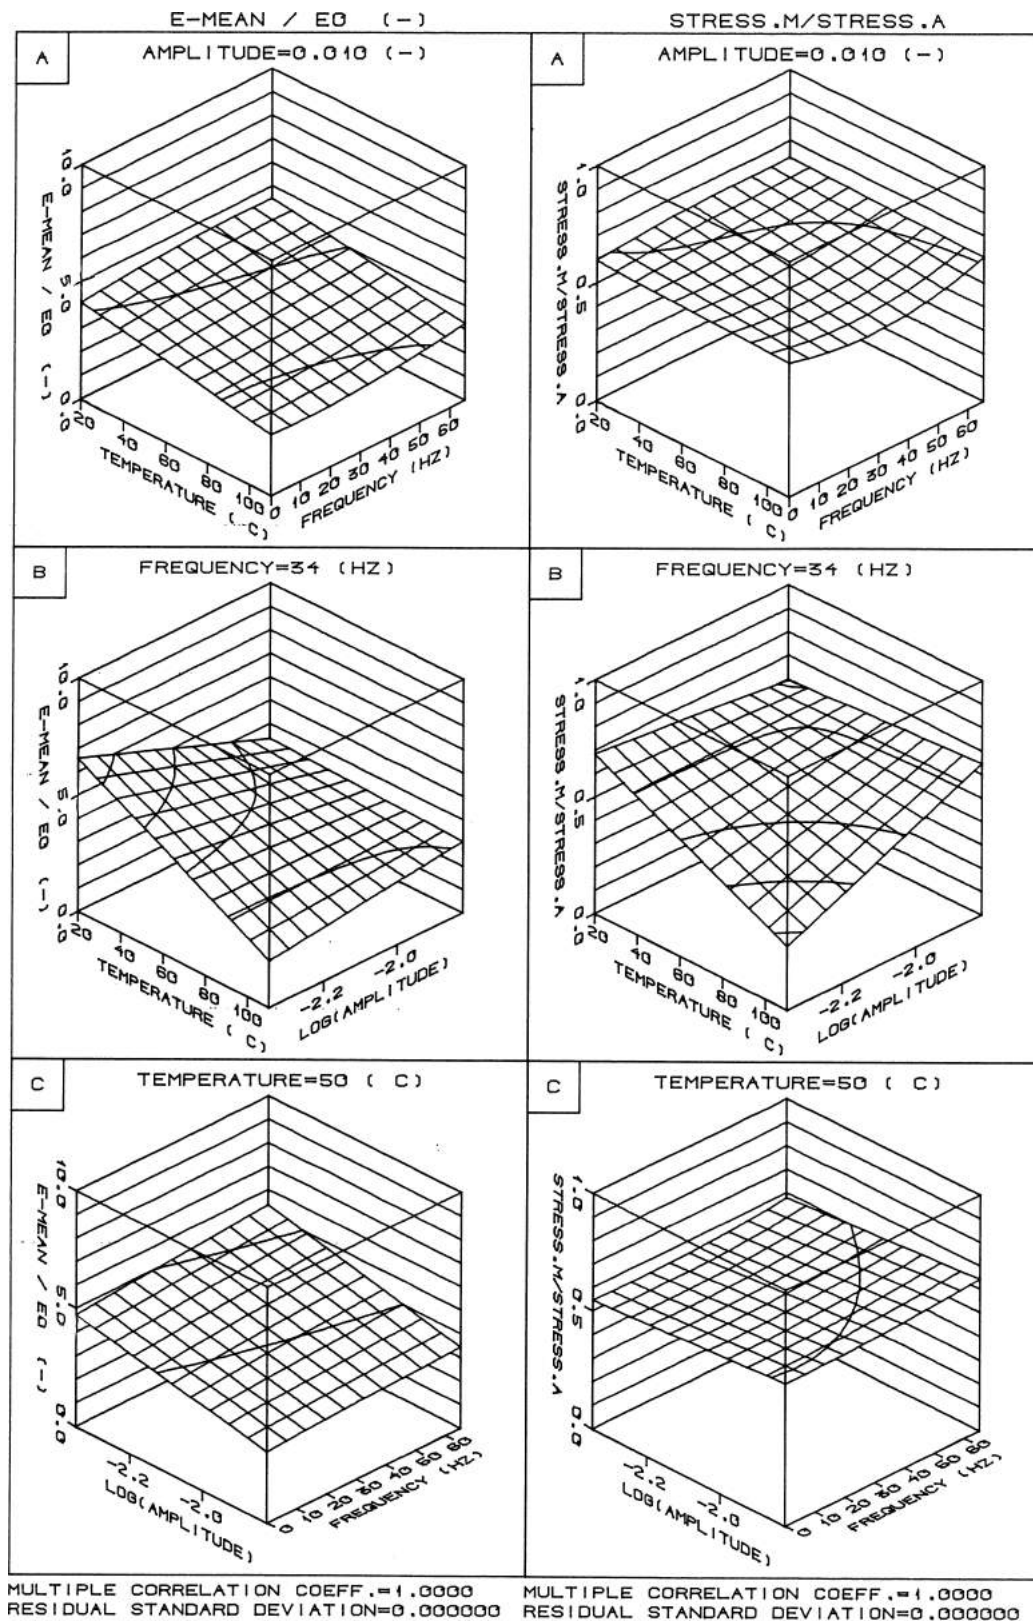 E-MEAN / E0 (-)
STRESS.M/STRESS.A
A
AMPLITUDE=0.010 (-)
10.0
5.0
0.0
E-MEAN / E0 (-)
20 40 60 80 100
TEMPERATURE ( C)
0 10 20 30 40 50 60
FREQUENCY (HZ)
A
AMPLITUDE=0.010 (-)
1.0
0.5
0.0
STRESS.M/STRESS.A
20 40 60 80 100
TEMPERATURE ( C)
0 10 20 30 40 50 60
FREQUENCY (HZ)
B
FREQUENCY=34 (HZ)
10.0
5.0
0.0
E-MEAN / E0 (-)
20 40 60 80 100
TEMPERATURE ( C)
-2.2 -2.0
LOG(AMPLITUDE)
B
FREQUENCY=34 (HZ)
1.0
0.5
0.0
STRESS.M/STRESS.A
20 40 60 80 100
TEMPERATURE ( C)
-2.2 -2.0
LOG(AMPLITUDE)
C
TEMPERATURE=50 ( C)
10.0
5.0
0.0
E-MEAN / E0 (-)
-2.2 -2.0
LOG(AMPLITUDE)
0 10 20 30 40 50 60
FREQUENCY (HZ)
C
TEMPERATURE=50 ( C)
1.0
0.5
0.0
STRESS.M/STRESS.A
-2.2 -2.0
LOG(AMPLITUDE)
0 10 20 30 40 50 60
FREQUENCY (HZ)
MULTIPLE CORRELATION COEFF.=1.0000
RESIDUAL STANDARD DEVIATION=0.000000
MULTIPLE CORRELATION COEFF.=1.0000
RESIDUAL STANDARD DEVIATION=0.000000